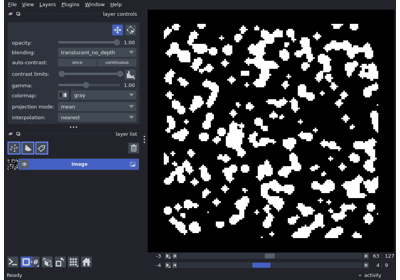 File View Layers Plugins Window Help
layer controls
opacity: 1.00
blending: translucent_no_depth
auto-contrast: once continuous
contrast limits:
gamma: 1.00
colormap: gray
projection mode: mean
interpolation: nearest
layer list
Image
-3 63 127
-4 4 9
Ready activity